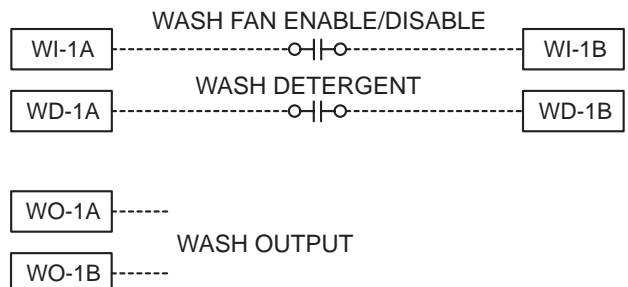 WASH FAN ENABLE/DISABLE
WI-1A WI-1B
WASH DETERGENT
WD-1A WD-1B
WO-1A
WASH OUTPUT
WO-1B